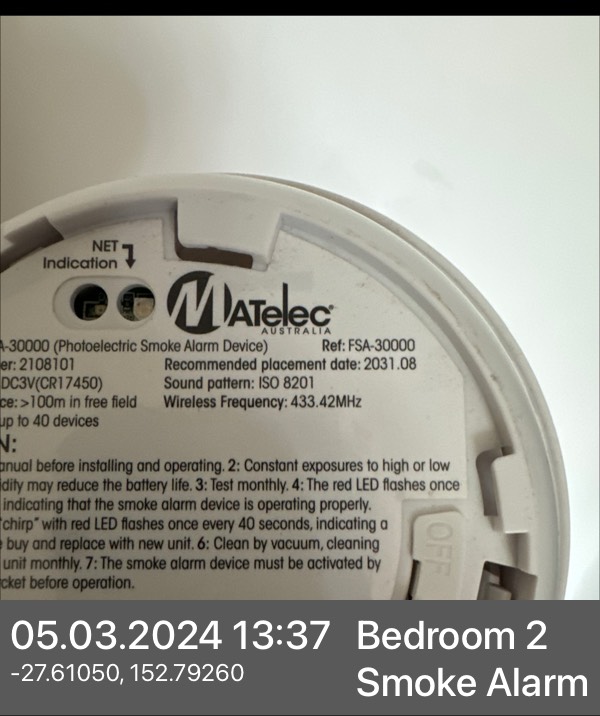 NET
Indication
MATelec
AUSTRALIA
A-30000 (Photoelectric Smoke Alarm Device) Ref: FSA-30000
er: 2108101 Recommended placement date: 2031.08
DC3V(CR17450) Sound pattern: ISO 8201
ce: >100m in free field Wireless Frequency: 433.42MHz
up to 40 devices
N:
anual before installing and operating. 2: Constant exposures to high or low
idity may reduce the battery life. 3: Test monthly. 4: The red LED flashes once
indicating that the smoke alarm device is operating properly.
"chirp" with red LED flashes once every 40 seconds, indicating a
buy and replace with new unit. 6: Clean by vacuum, cleaning
unit monthly. 7: The smoke alarm device must be activated by
cket before operation.
OFF
05.03.2024 13:37 Bedroom 2
-27.61050, 152.79260 Smoke Alarm